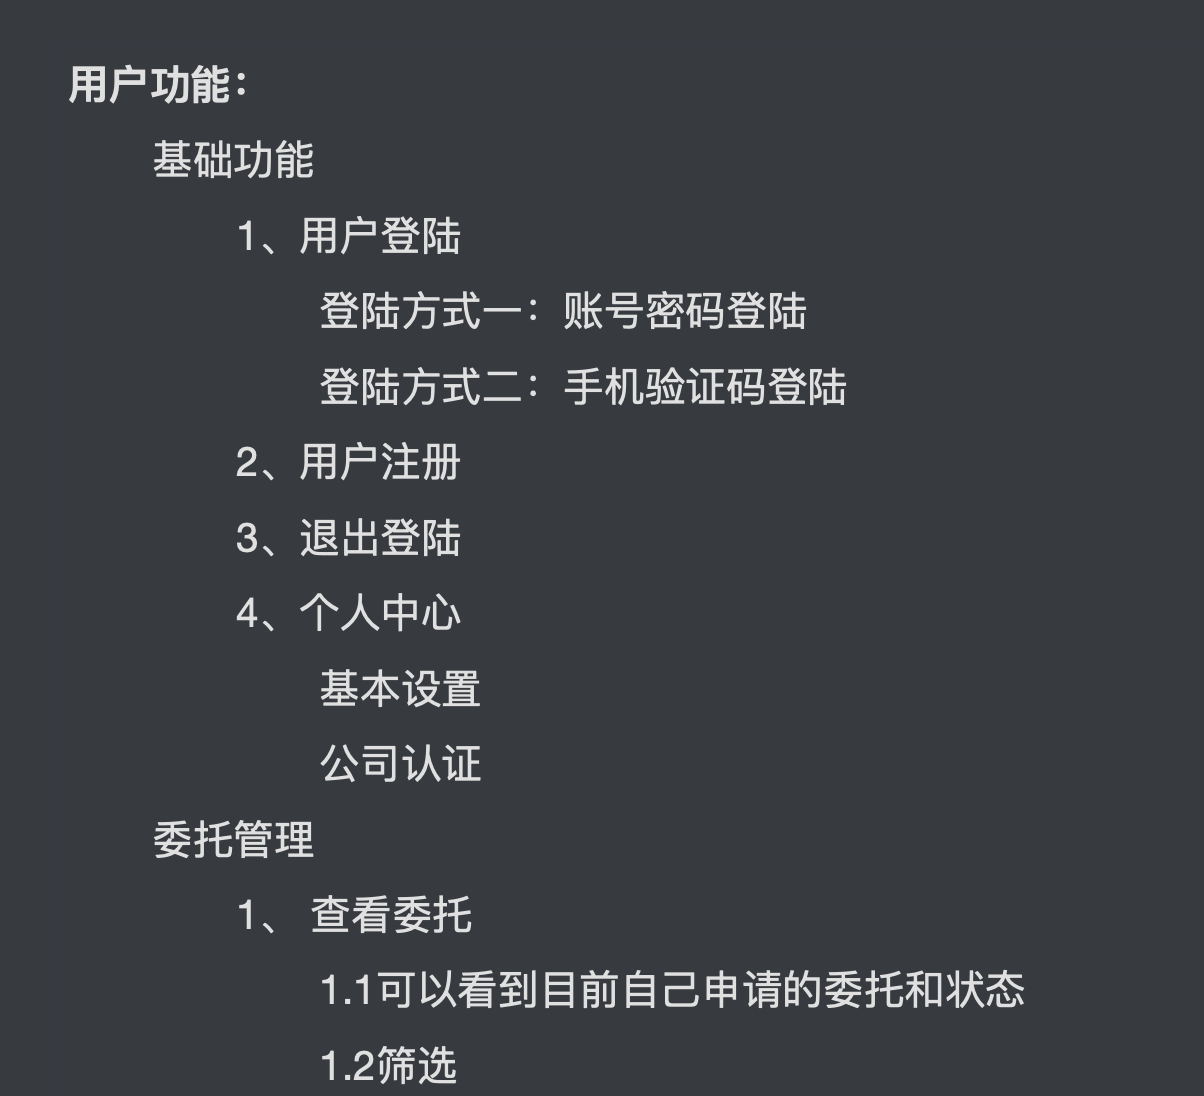 用户功能：
基础功能
1、用户登陆
登陆方式一：账号密码登陆
登陆方式二：手机验证码登陆
2、用户注册
3、退出登陆
4、个人中心
基本设置
公司认证
委托管理
1、 查看委托
1.1可以看到目前自己申请的委托和状态
1.2筛选